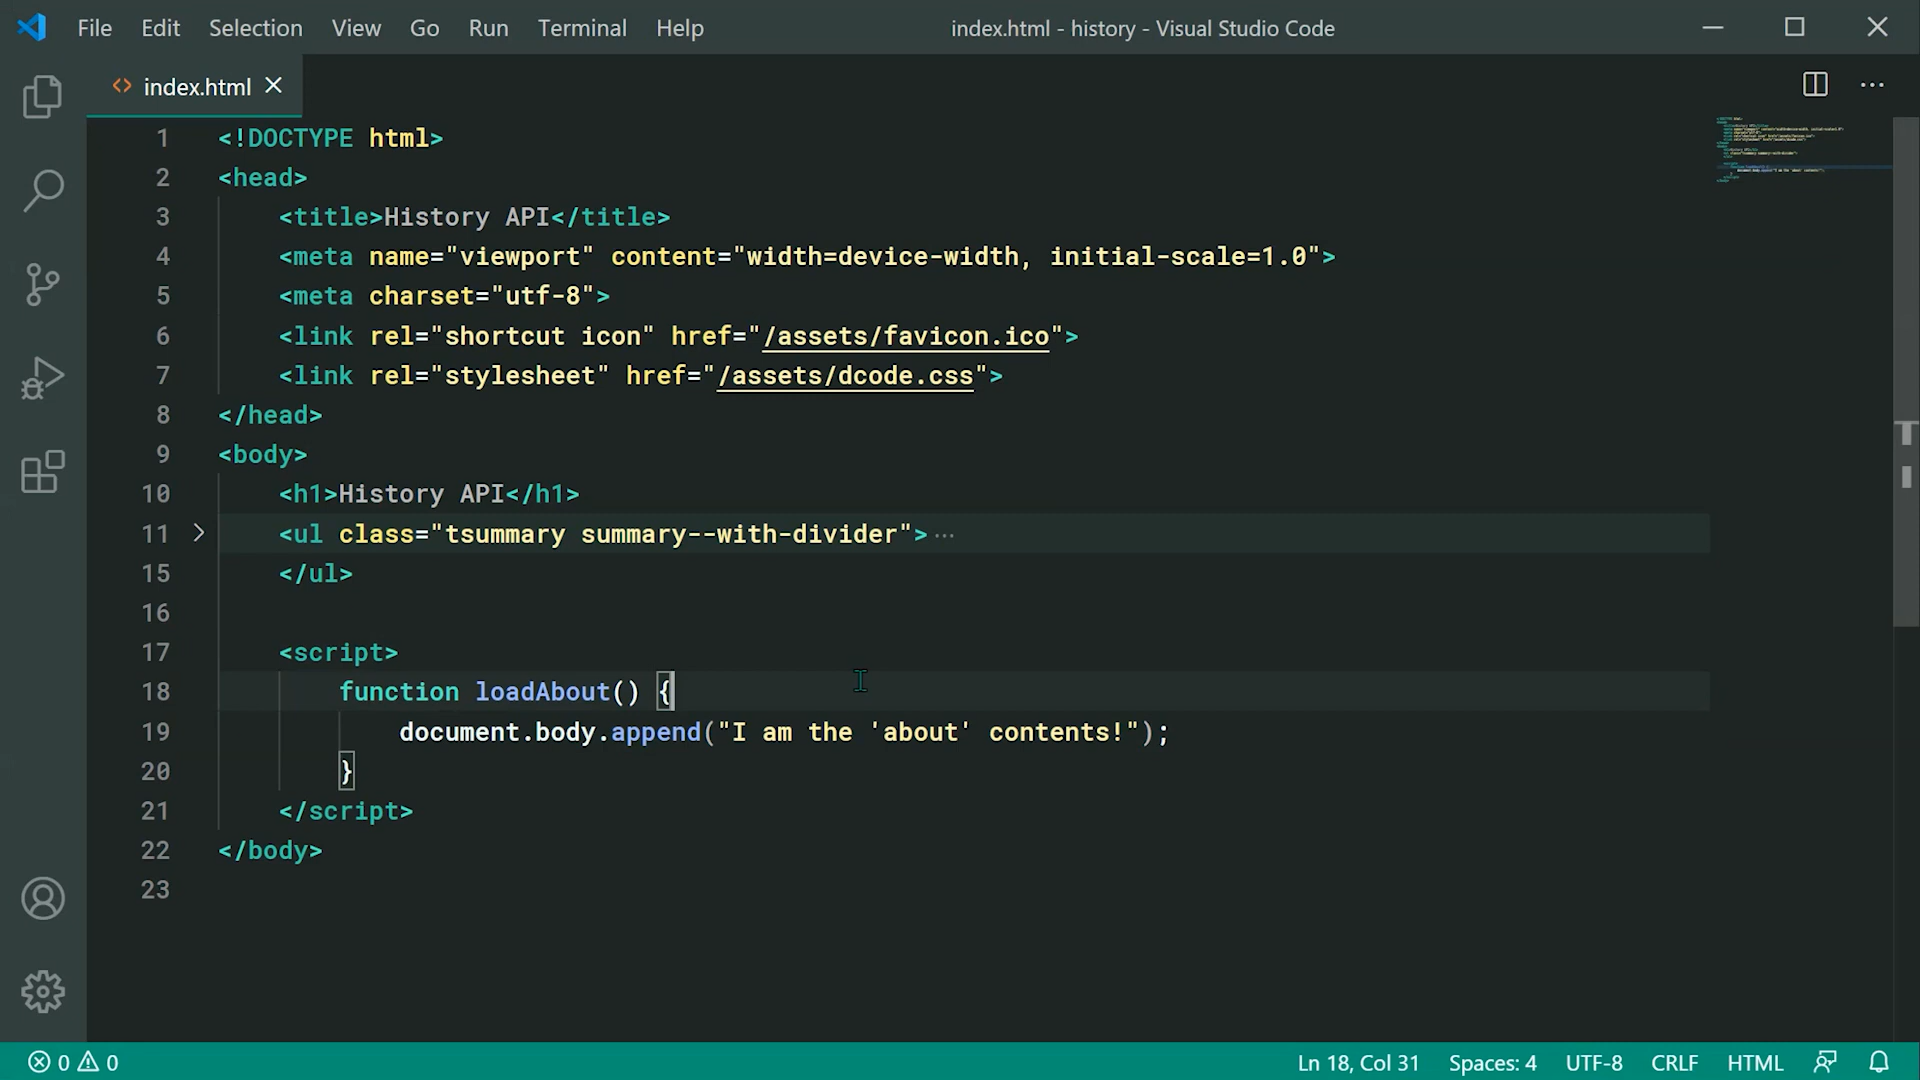 File Edit Selection View Go Run Terminal Help index.html - history - Visual Studio Code
index.html
1 <!DOCTYPE html>
2 <head>
3 <title>History API</title>
4 <meta name="viewport" content="width=device-width, initial-scale=1.0">
5 <meta charset="utf-8">
6 <link rel="shortcut icon" href="/assets/favicon.ico">
7 <link rel="stylesheet" href="/assets/dcode.css">
8 </head>
9 <body>
10 <h1>History API</h1>
11 <ul class="tsummary summary--with-divider">···
15 </ul>
16
17 <script>
18 function loadAbout() {
19 document.body.append("I am the 'about' contents!");
20 }
21 </script>
22 </body>
23
0 0 Ln 18, Col 31 Spaces: 4 UTF-8 CRLF HTML